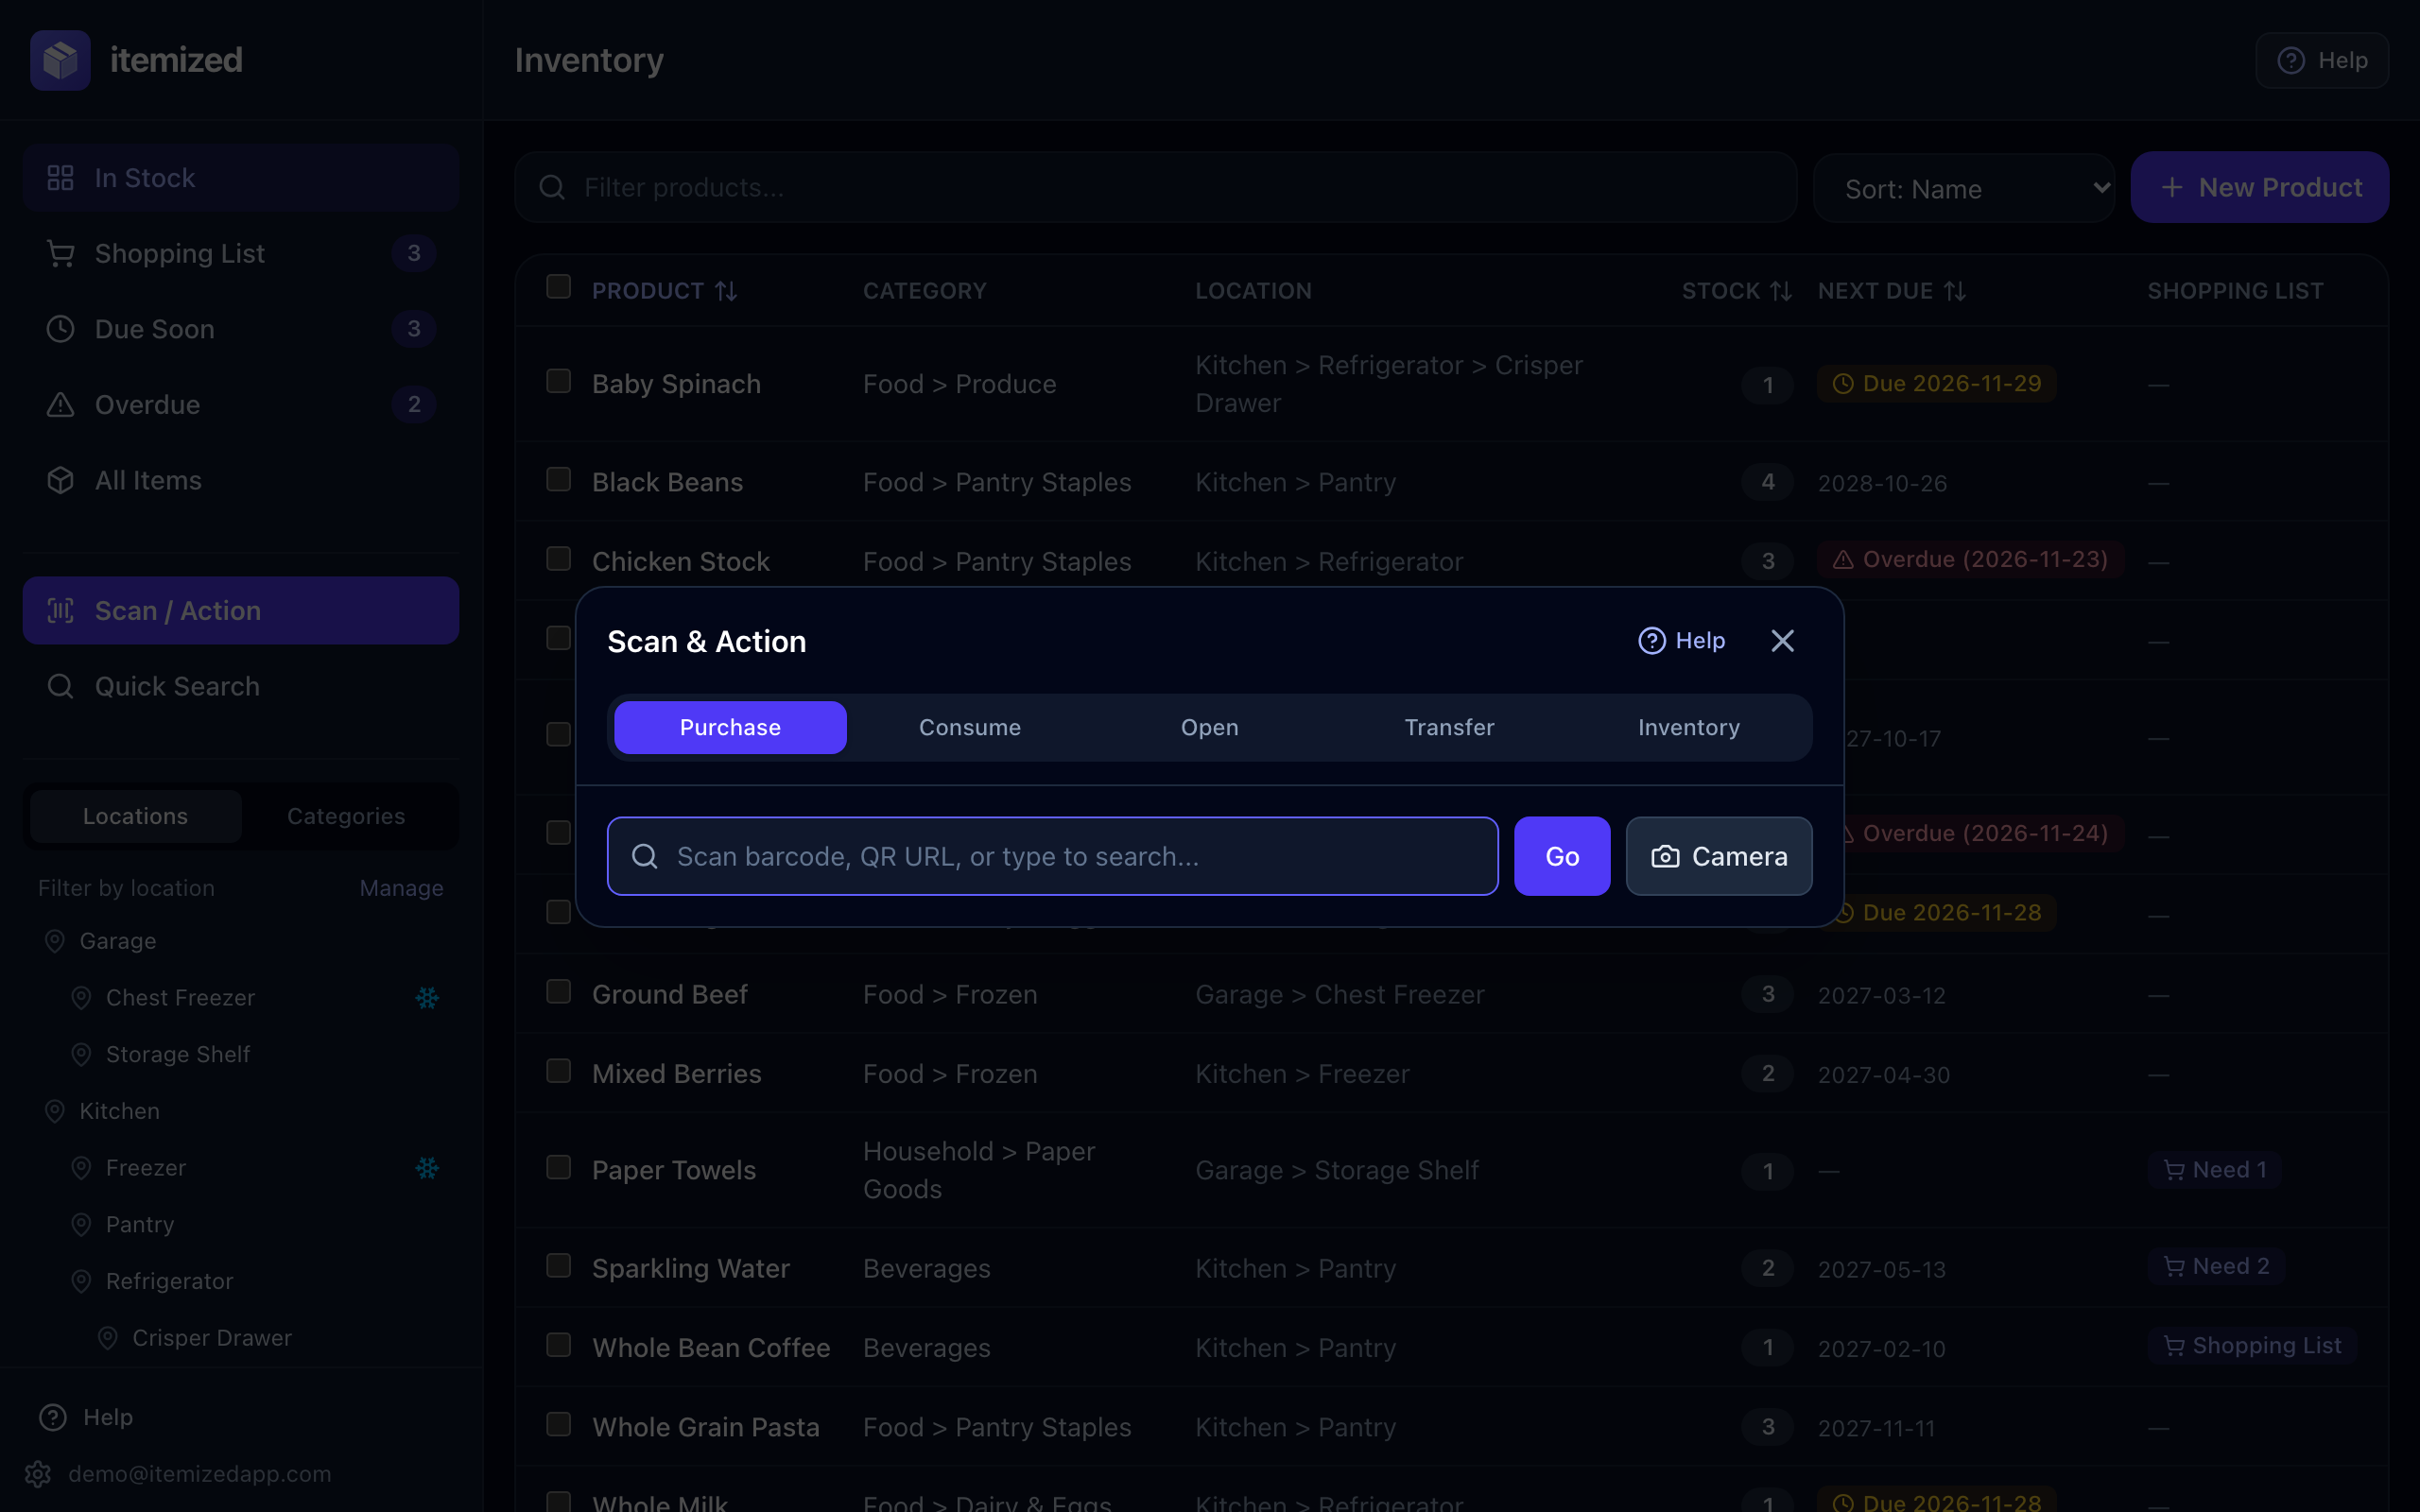 itemized
Inventory
Help
In Stock
Shopping List 3
Due Soon 3
Overdue 2
All Items
Scan / Action
Quick Search
Locations Categories
Filter by location Manage
Garage
Chest Freezer
Storage Shelf
Kitchen
Freezer
Pantry
Refrigerator
Crisper Drawer
Help
demo@itemizedapp.com
Filter products...
Sort: Name
New Product
PRODUCT CATEGORY LOCATION STOCK NEXT DUE SHOPPING LIST
Baby Spinach Food > Produce Kitchen > Refrigerator > Crisper Drawer 1 Due 2026-11-29 —
Black Beans Food > Pantry Staples Kitchen > Pantry 4 2028-10-26 —
Chicken Stock Food > Pantry Staples Kitchen > Refrigerator 3 Overdue (2026-11-23) —
—
27-10-17 —
Overdue (2026-11-24) —
Due 2026-11-28 —
Scan & Action
Help
Purchase Consume Open Transfer Inventory
Scan barcode, QR URL, or type to search...
Go
Camera
Ground Beef Food > Frozen Garage > Chest Freezer 3 2027-03-12 —
Mixed Berries Food > Frozen Kitchen > Freezer 2 2027-04-30 —
Paper Towels Household > Paper Goods Garage > Storage Shelf 1 — Need 1
Sparkling Water Beverages Kitchen > Pantry 2 2027-05-13 Need 2
Whole Bean Coffee Beverages Kitchen > Pantry 1 2027-02-10 Shopping List
Whole Grain Pasta Food > Pantry Staples Kitchen > Pantry 3 2027-11-11 —
Whole Milk Food > Dairy & Eggs Kitchen > Refrigerator 1 Due 2026-11-28 —